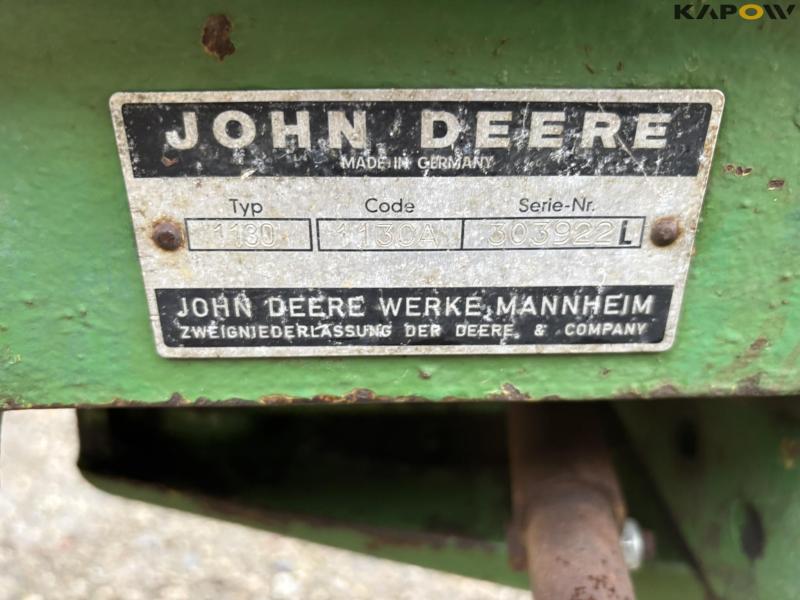 KAPOW
JOHN DEERE
MADE IN GERMANY
Typ Code Serie-Nr.
1130 1130A 303922L
JOHN DEERE WERKE, MANNHEIM
ZWEIGNIEDERLASSUNG DER DEERE & COMPANY